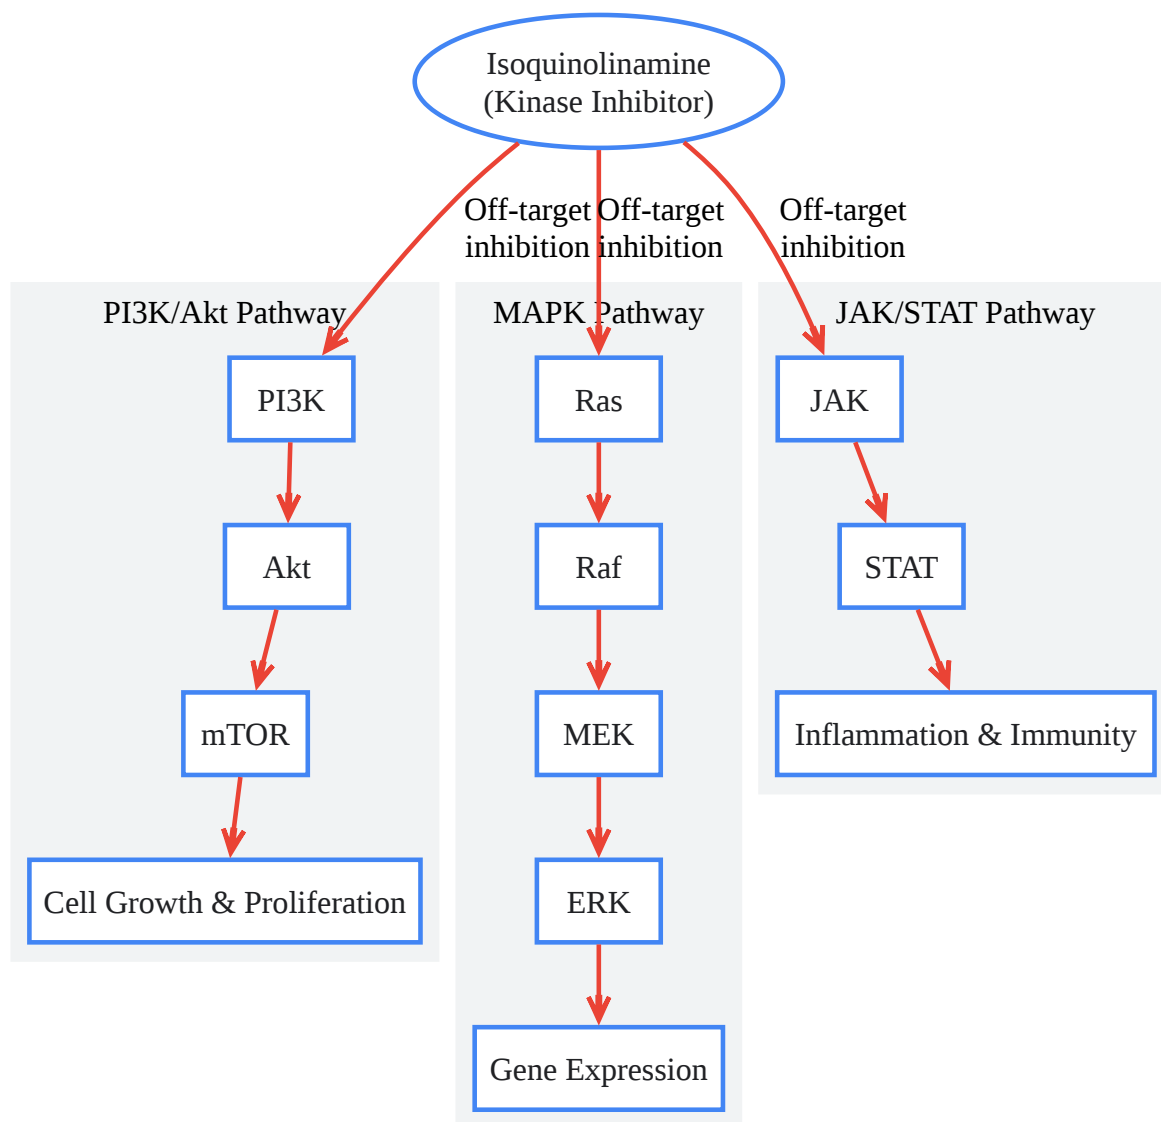 Isoquinolinamine
(Kinase Inhibitor)
Off-target
inhibition
Off-target
inhibition
Off-target
inhibition
PI3K/Akt Pathway
PI3K
Akt
mTOR
Cell Growth & Proliferation
MAPK Pathway
Ras
Raf
MEK
ERK
Gene Expression
JAK/STAT Pathway
JAK
STAT
Inflammation & Immunity